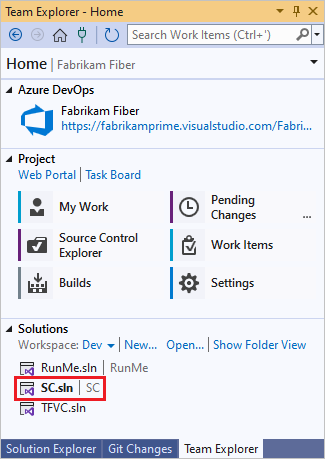 Team Explorer - Home
Search Work Items (Ctrl+')
Home | Fabrikam Fiber
Azure DevOps
Fabrikam Fiber
https://fabrikamprime.visualstudio.com/Fabri...
Project
Web Portal | Task Board
My Work
Pending Changes ...
Source Control Explorer
Work Items
Builds
Settings
Solutions
Workspace: Dev | New... Open... | Show Folder View
RunMe.sln | RunMe
SC.sln | SC
TFVC.sln
Solution Explorer Git Changes Team Explorer